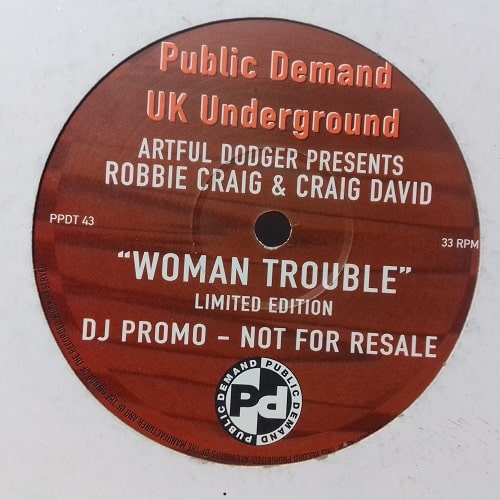 Public Demand
UK Underground
ARTFUL DODGER PRESENTS
ROBBIE CRAIG & CRAIG DAVID
PPDT 43
33 RPM
“WOMAN TROUBLE”
LIMITED EDITION
DJ PROMO - NOT FOR RESALE
PUBLIC DEMAND PUBLIC DEMAND
Pd